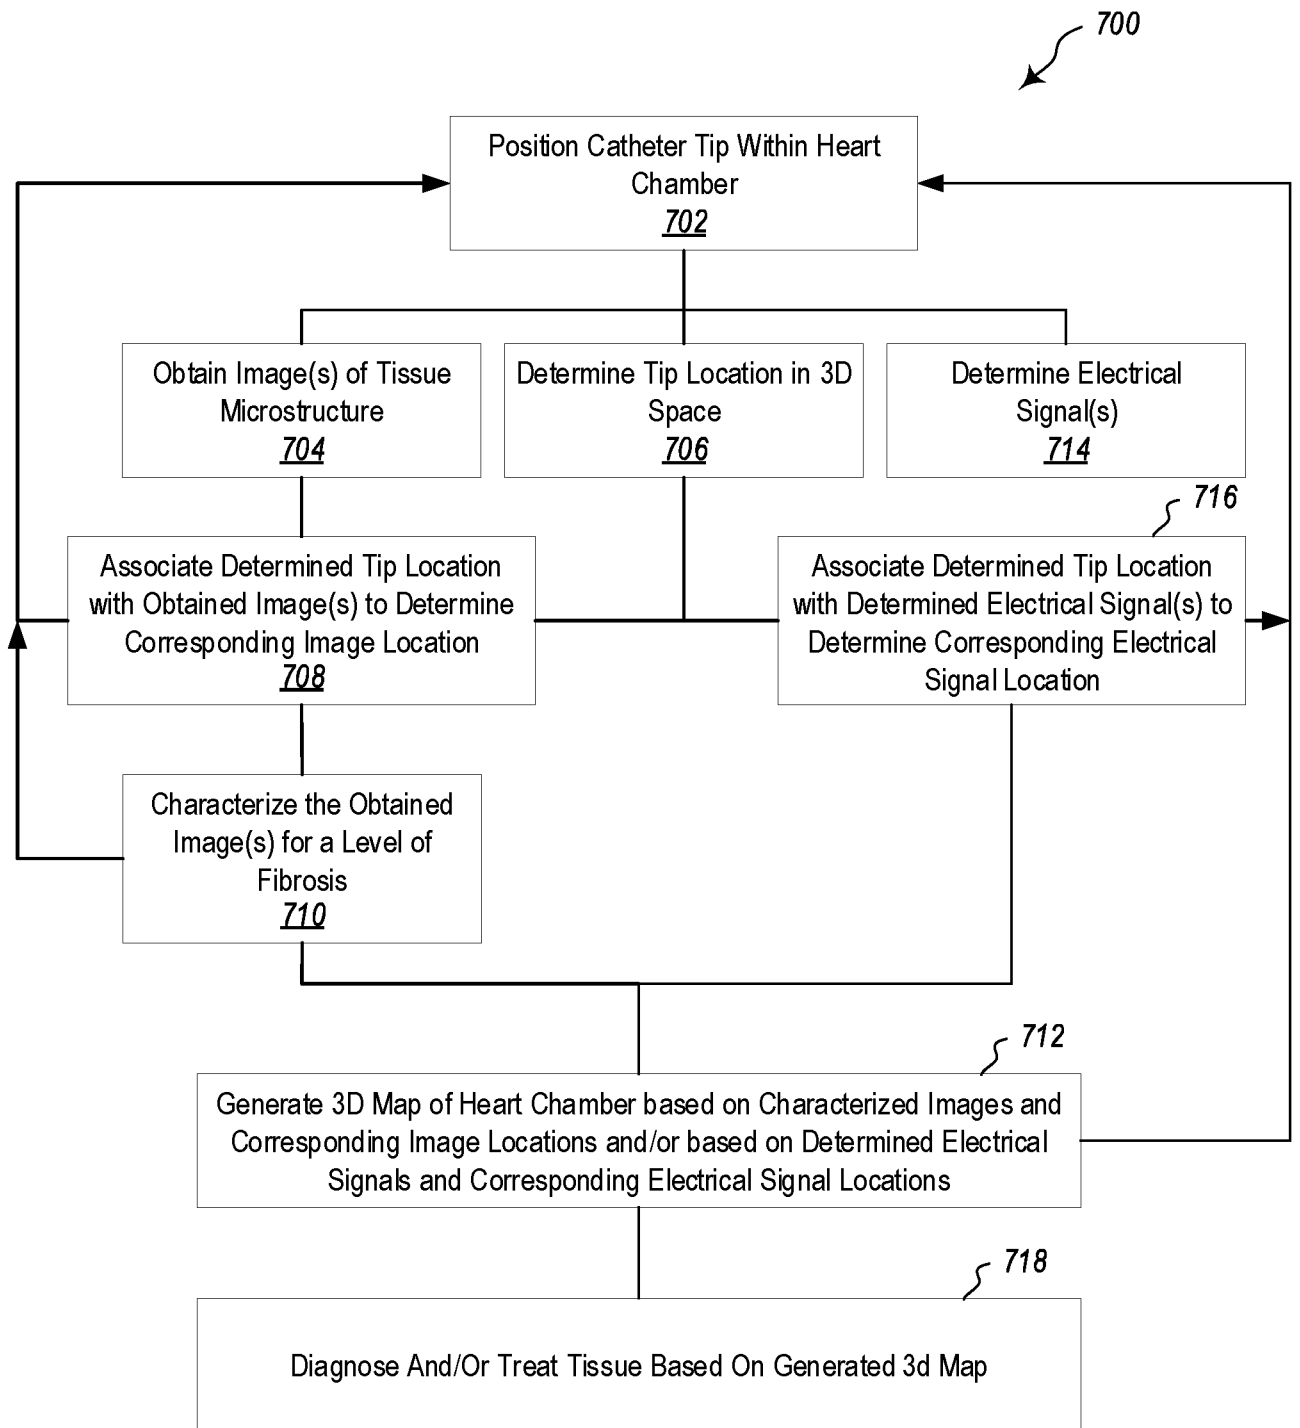 700
Position Catheter Tip Within Heart
Chamber
702
Obtain Image(s) of Tissue
Microstructure
704
Determine Tip Location in 3D
Space
706
Determine Electrical
Signal(s)
714
716
Associate Determined Tip Location
with Obtained Image(s) to Determine
Corresponding Image Location
708
Associate Determined Tip Location
with Determined Electrical Signal(s) to
Determine Corresponding Electrical
Signal Location
Characterize the Obtained
Image(s) for a Level of
Fibrosis
710
712
Generate 3D Map of Heart Chamber based on Characterized Images and
Corresponding Image Locations and/or based on Determined Electrical
Signals and Corresponding Electrical Signal Locations
718
Diagnose And/Or Treat Tissue Based On Generated 3d Map